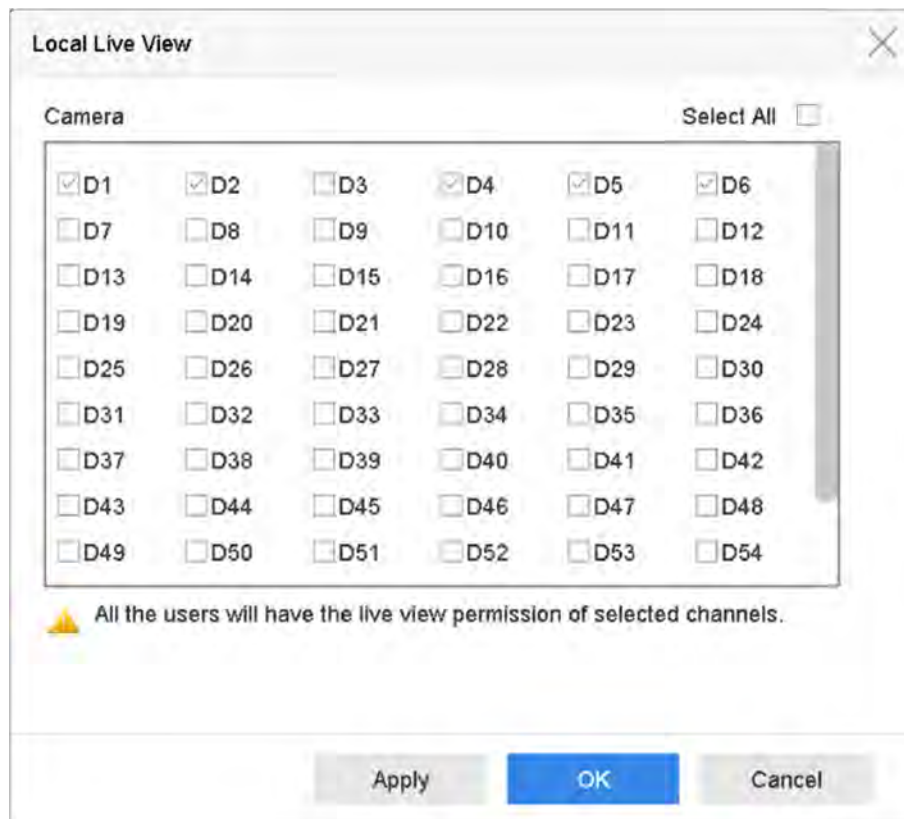 Local Live View
Camera Select All
D1 D2 D3 D4 D5 D6
D7 D8 D9 D10 D11 D12
D13 D14 D15 D16 D17 D18
D19 D20 D21 D22 D23 D24
D25 D26 D27 D28 D29 D30
D31 D32 D33 D34 D35 D36
D37 D38 D39 D40 D41 D42
D43 D44 D45 D46 D47 D48
D49 D50 D51 D52 D53 D54
All the users will have the live view permission of selected channels.
Apply OK Cancel